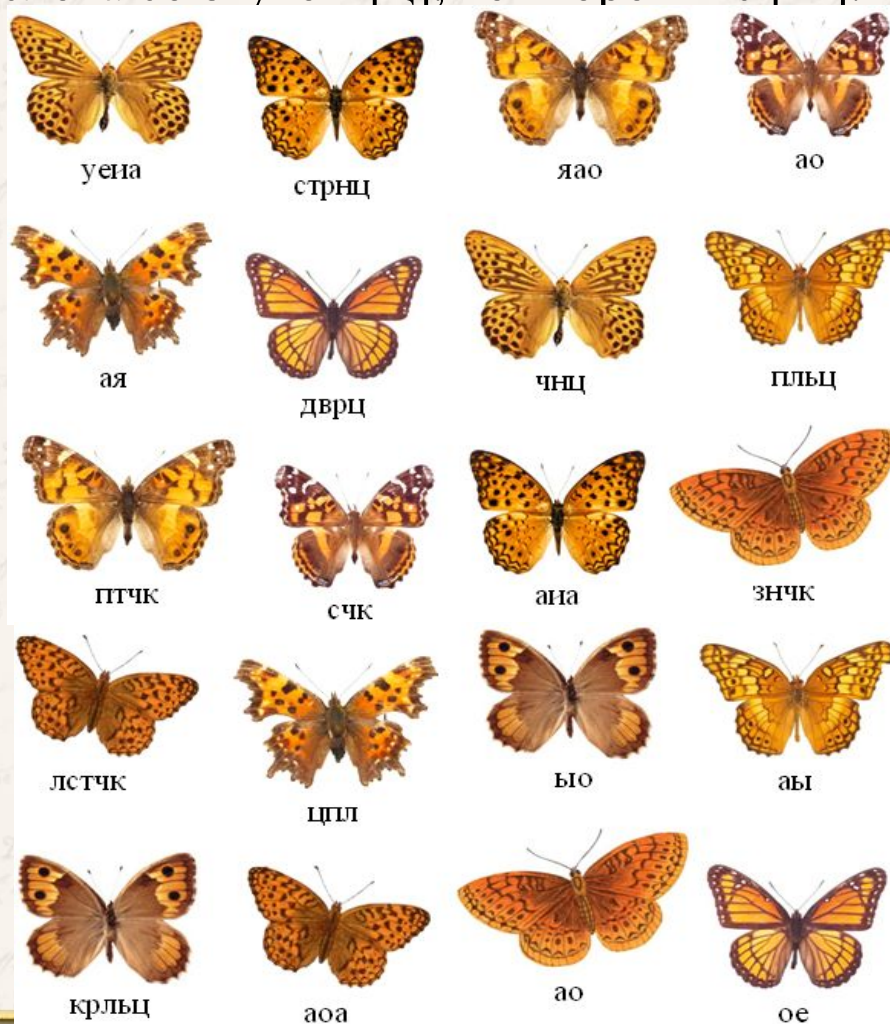 уеиа
стрнц
яао
ао
ая
дврц
чнц
пльц
птчк
счк
аиа
знчк
лстчк
цпл
ыо
аы
крльц
аоа
ао
ое